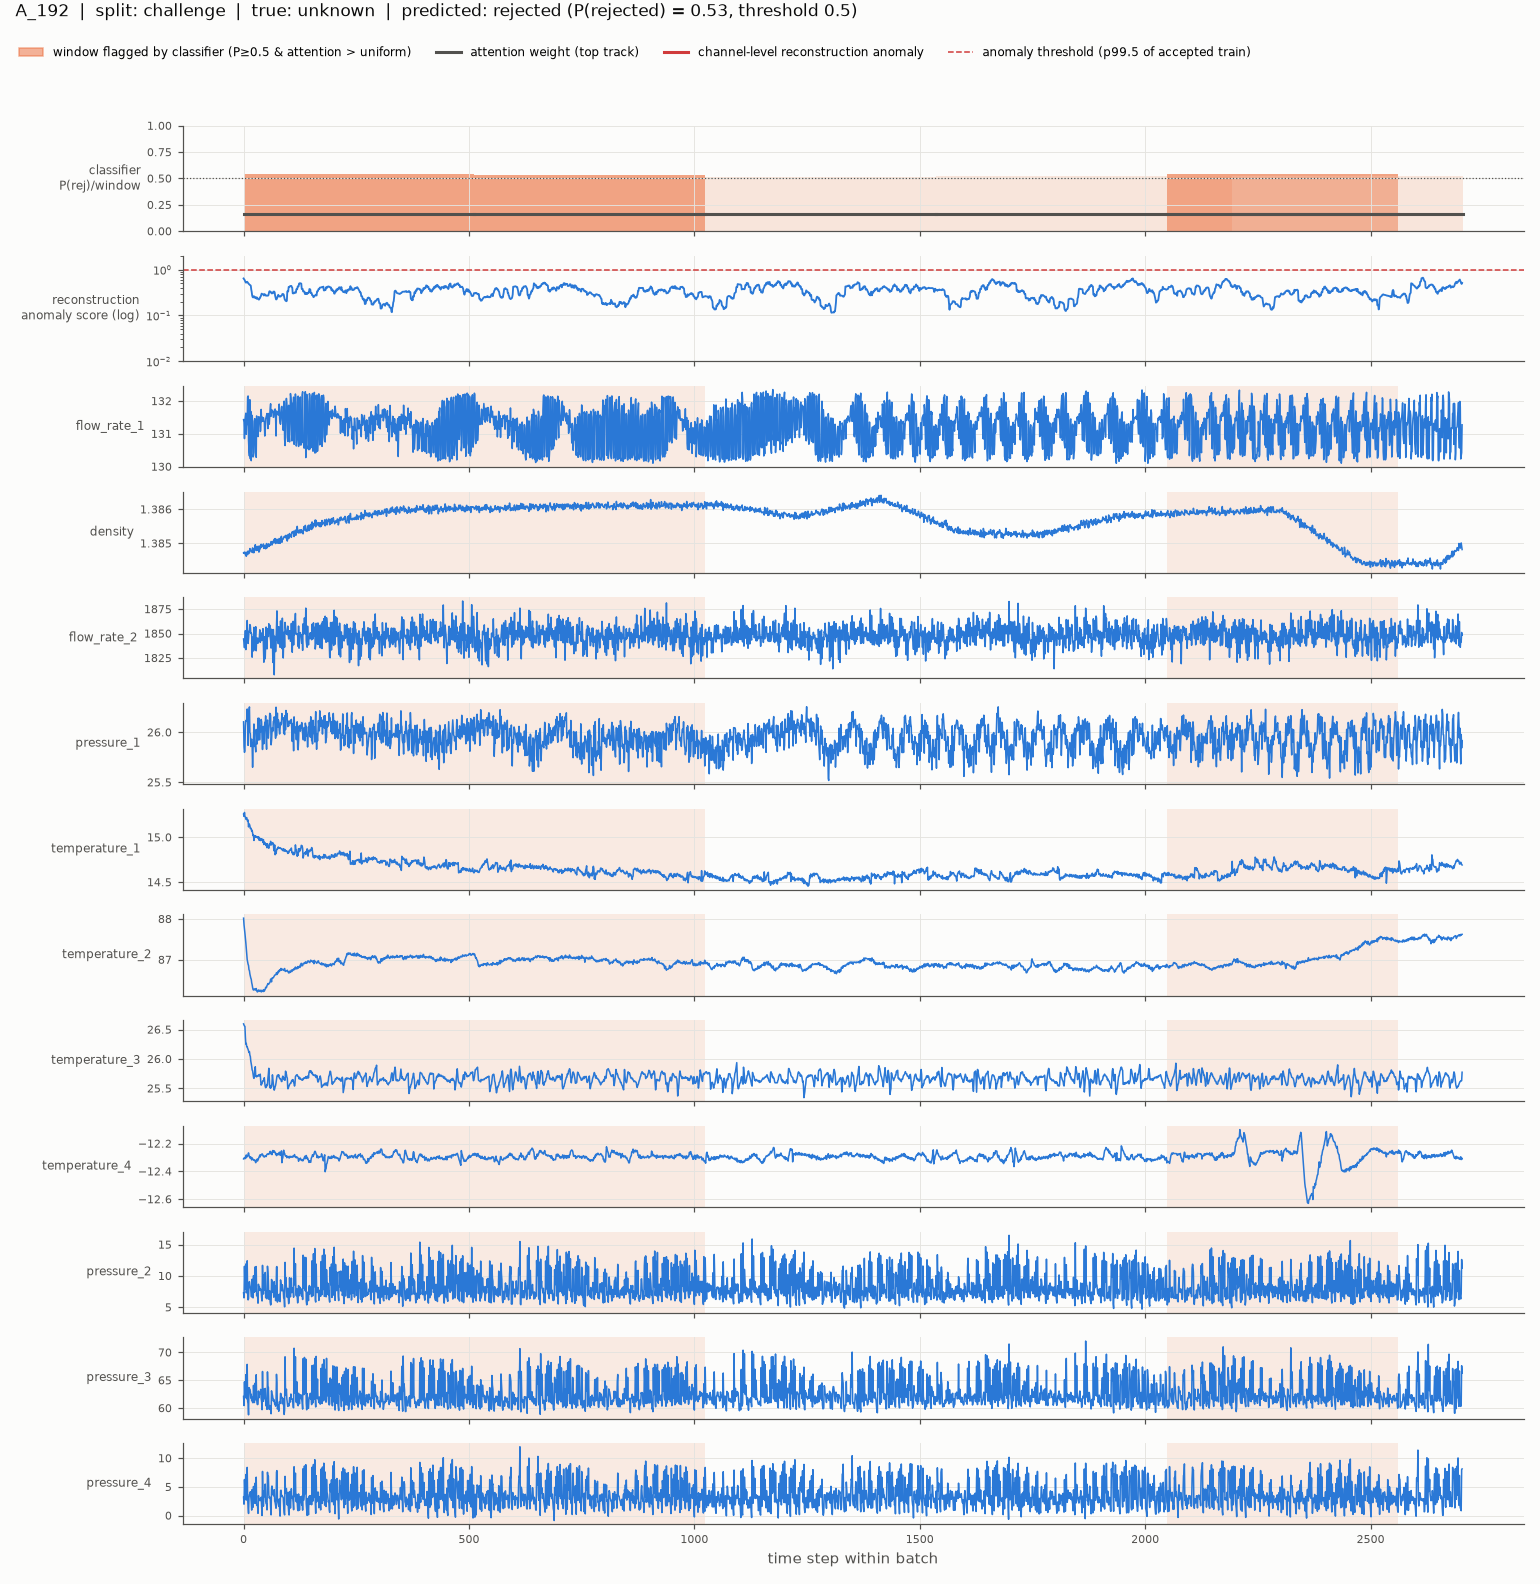 A_192  |  split: challenge  |  true: unknown  |  predicted: rejected (P(rejected) = 0.53, threshold 0.5)
window flagged by classifier (P≥0.5 & attention > uniform)
attention weight (top track)
channel-level reconstruction anomaly
anomaly threshold (p99.5 of accepted train)
classifier
P(rej)/window
1.00
0.75
0.50
0.25
0.00
reconstruction
anomaly score (log)
10⁰
10⁻¹
10⁻²
flow_rate_1
132
131
130
density
1.386
1.385
flow_rate_2
1875
1850
1825
pressure_1
26.0
25.5
temperature_1
15.0
14.5
temperature_2
88
87
temperature_3
26.5
26.0
25.5
temperature_4
−12.2
−12.4
−12.6
pressure_2
15
10
5
pressure_3
70
65
60
pressure_4
10
5
0
0
500
1000
1500
2000
2500
time step within batch